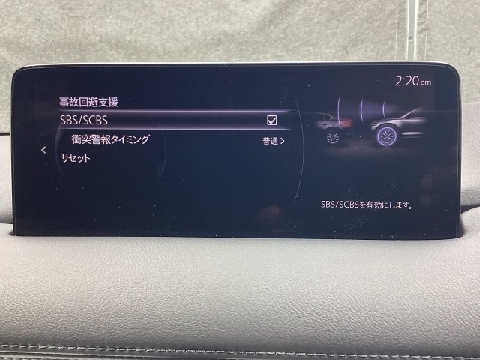 2:20 pm
事故回避支援
SBS/SCBS
衝突警報タイミング
普通 >
リセット
<
SBS/SCBSを有効にします。